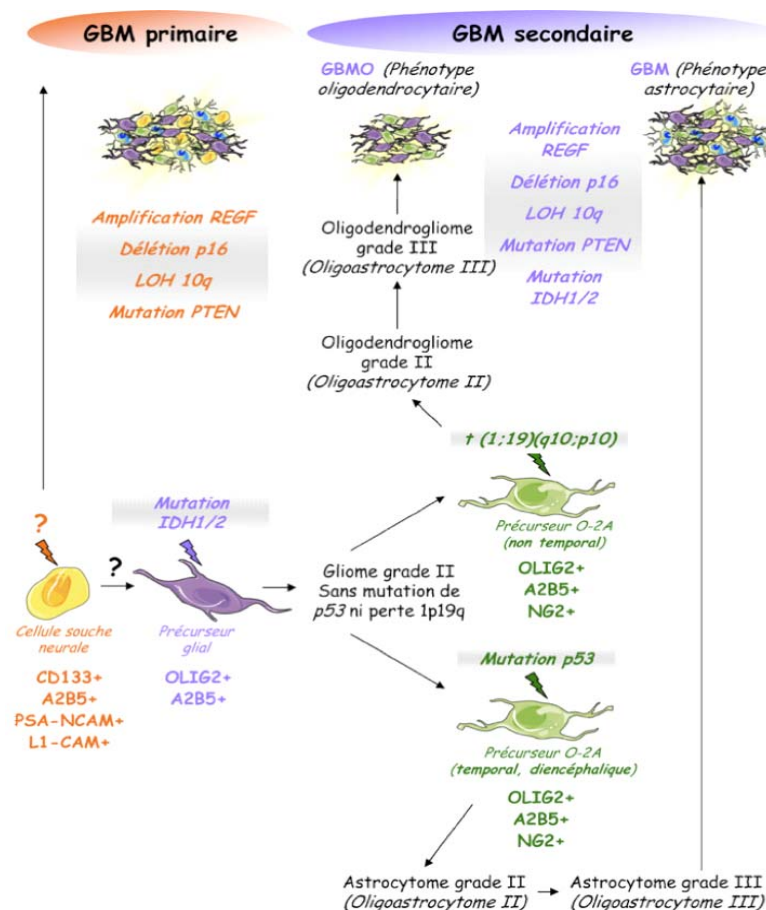 GBM primaire
GBM secondaire
GBMO (Phénotype
oligodendrocytaire)
GBM (Phénotype
astrocytaire)
Amplification REGF
Délétion p16
LOH 10q
Mutation PTEN
Amplification
REGF
Délétion p16
LOH 10q
Mutation PTEN
Mutation
IDH1/2
Oligodendrogliome
grade III
(Oligoastrocytome III)
Oligodendrogliome
grade II
(Oligoastrocytome II)
t (1;19)(q10;p10)
Précurseur O-2A
(non temporal)
OLIG2+
A2B5+
NG2+
?
Mutation
IDH1/2
?
Cellule souche
neurale
CD133+
A2B5+
PSA-NCAM+
L1-CAM+
Précurseur
glial
OLIG2+
A2B5+
Gliome grade II
Sans mutation de
p53 ni perte 1p19q
Mutation p53
Précurseur O-2A
(temporal, diencéphalique)
OLIG2+
A2B5+
NG2+
Astrocytome grade II
(Oligoastocytome II)
Astrocytome grade III
(Oligoastocytome III)